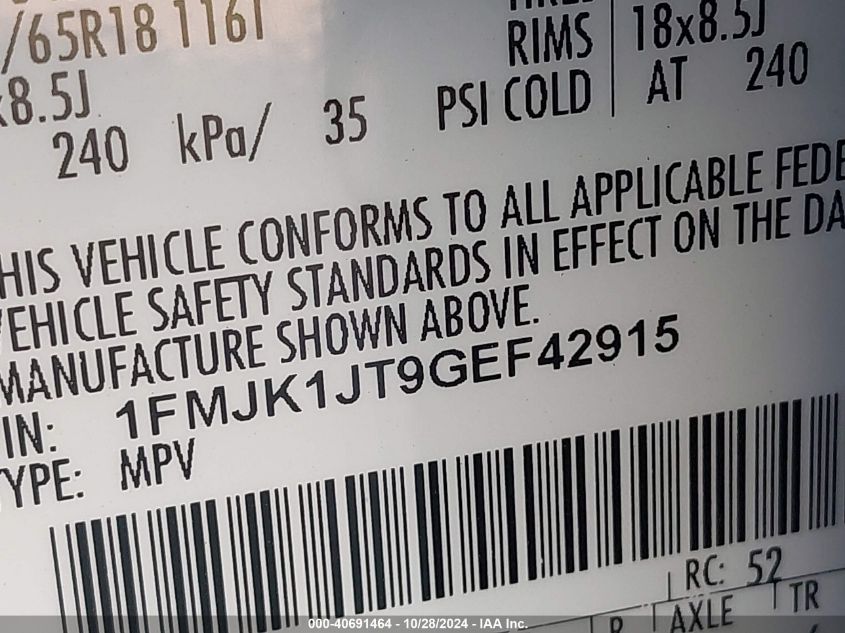 /65R18 116T
RIMS 18x8.5J
x8.5J
240 kPa/ 35 PSI COLD AT 240
HIS VEHICLE CONFORMS TO ALL APPLICABLE FEDE
VEHICLE SAFETY STANDARDS IN EFFECT ON THE DA
MANUFACTURE SHOWN ABOVE.
IN: 1FMJK1JT9GEF42915
YPE: MPV
RC: 52
AXLE TR
000-40691464 - 10/28/2024 - IAA Inc.